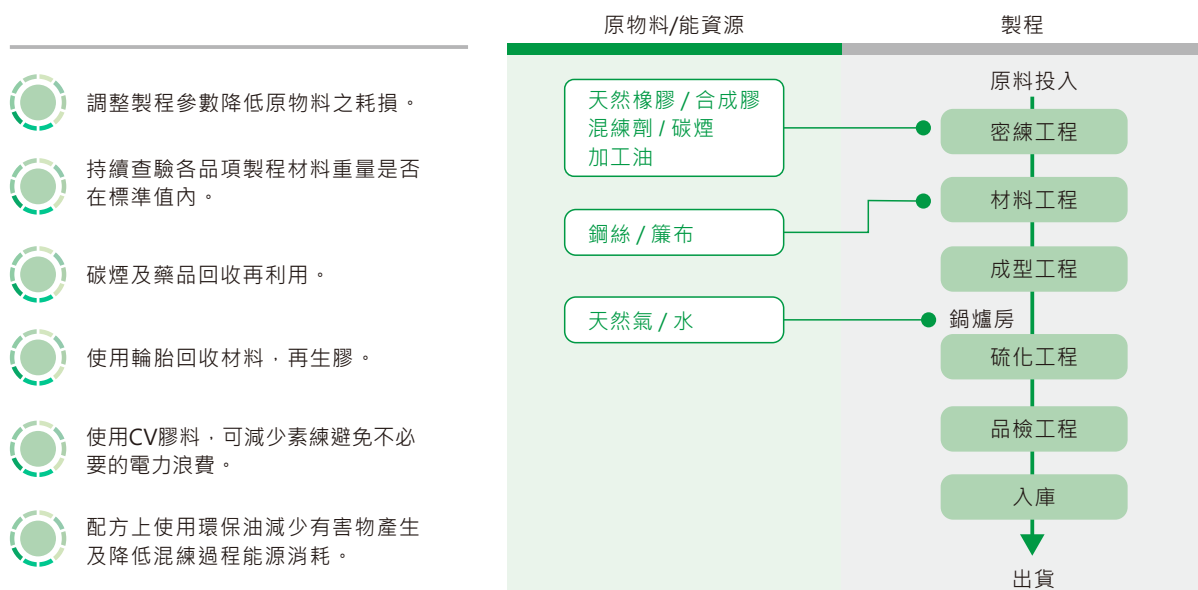 調整製程參數降低原物料之耗損。
持續查驗各品項製程材料重量是否
在標準值內。
碳煙及藥品回收再利用。
使用輪胎回收材料，再生膠。
使用CV膠料，可減少素練避免不必
要的電力浪費。
配方上使用環保油減少有害物產生
及降低混練過程能源消耗。
原物料/能資源
製程
天然橡膠 / 合成膠
混練劑 / 碳煙
加工油
鋼絲 / 簾布
天然氣 / 水
原料投入
密練工程
材料工程
成型工程
鍋爐房
硫化工程
品檢工程
入庫
出貨